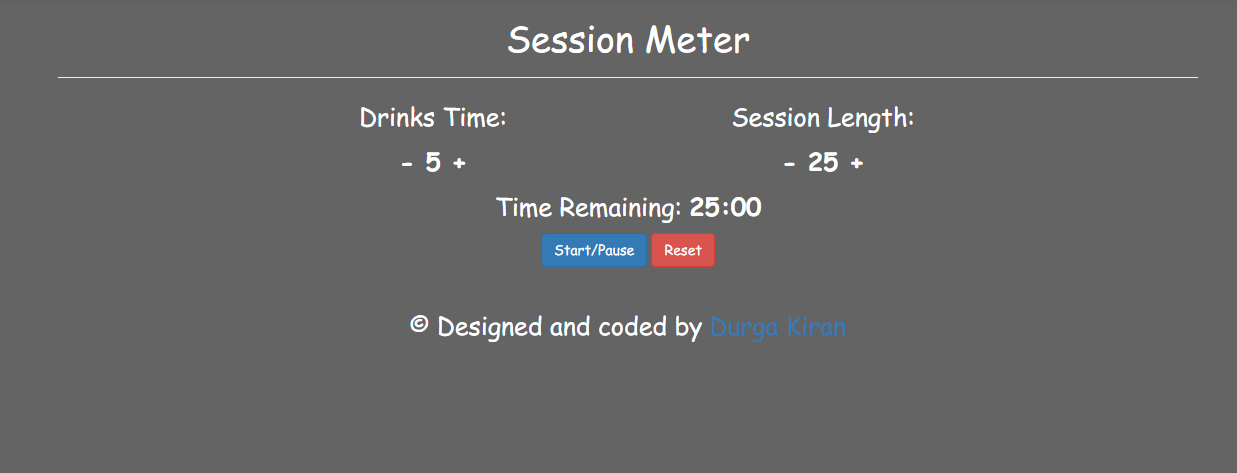 Session Meter
Drinks Time: Session Length:
- 5 + - 25 +
Time Remaining: 25:00
Start/Pause Reset
© Designed and coded by Durga Kiran